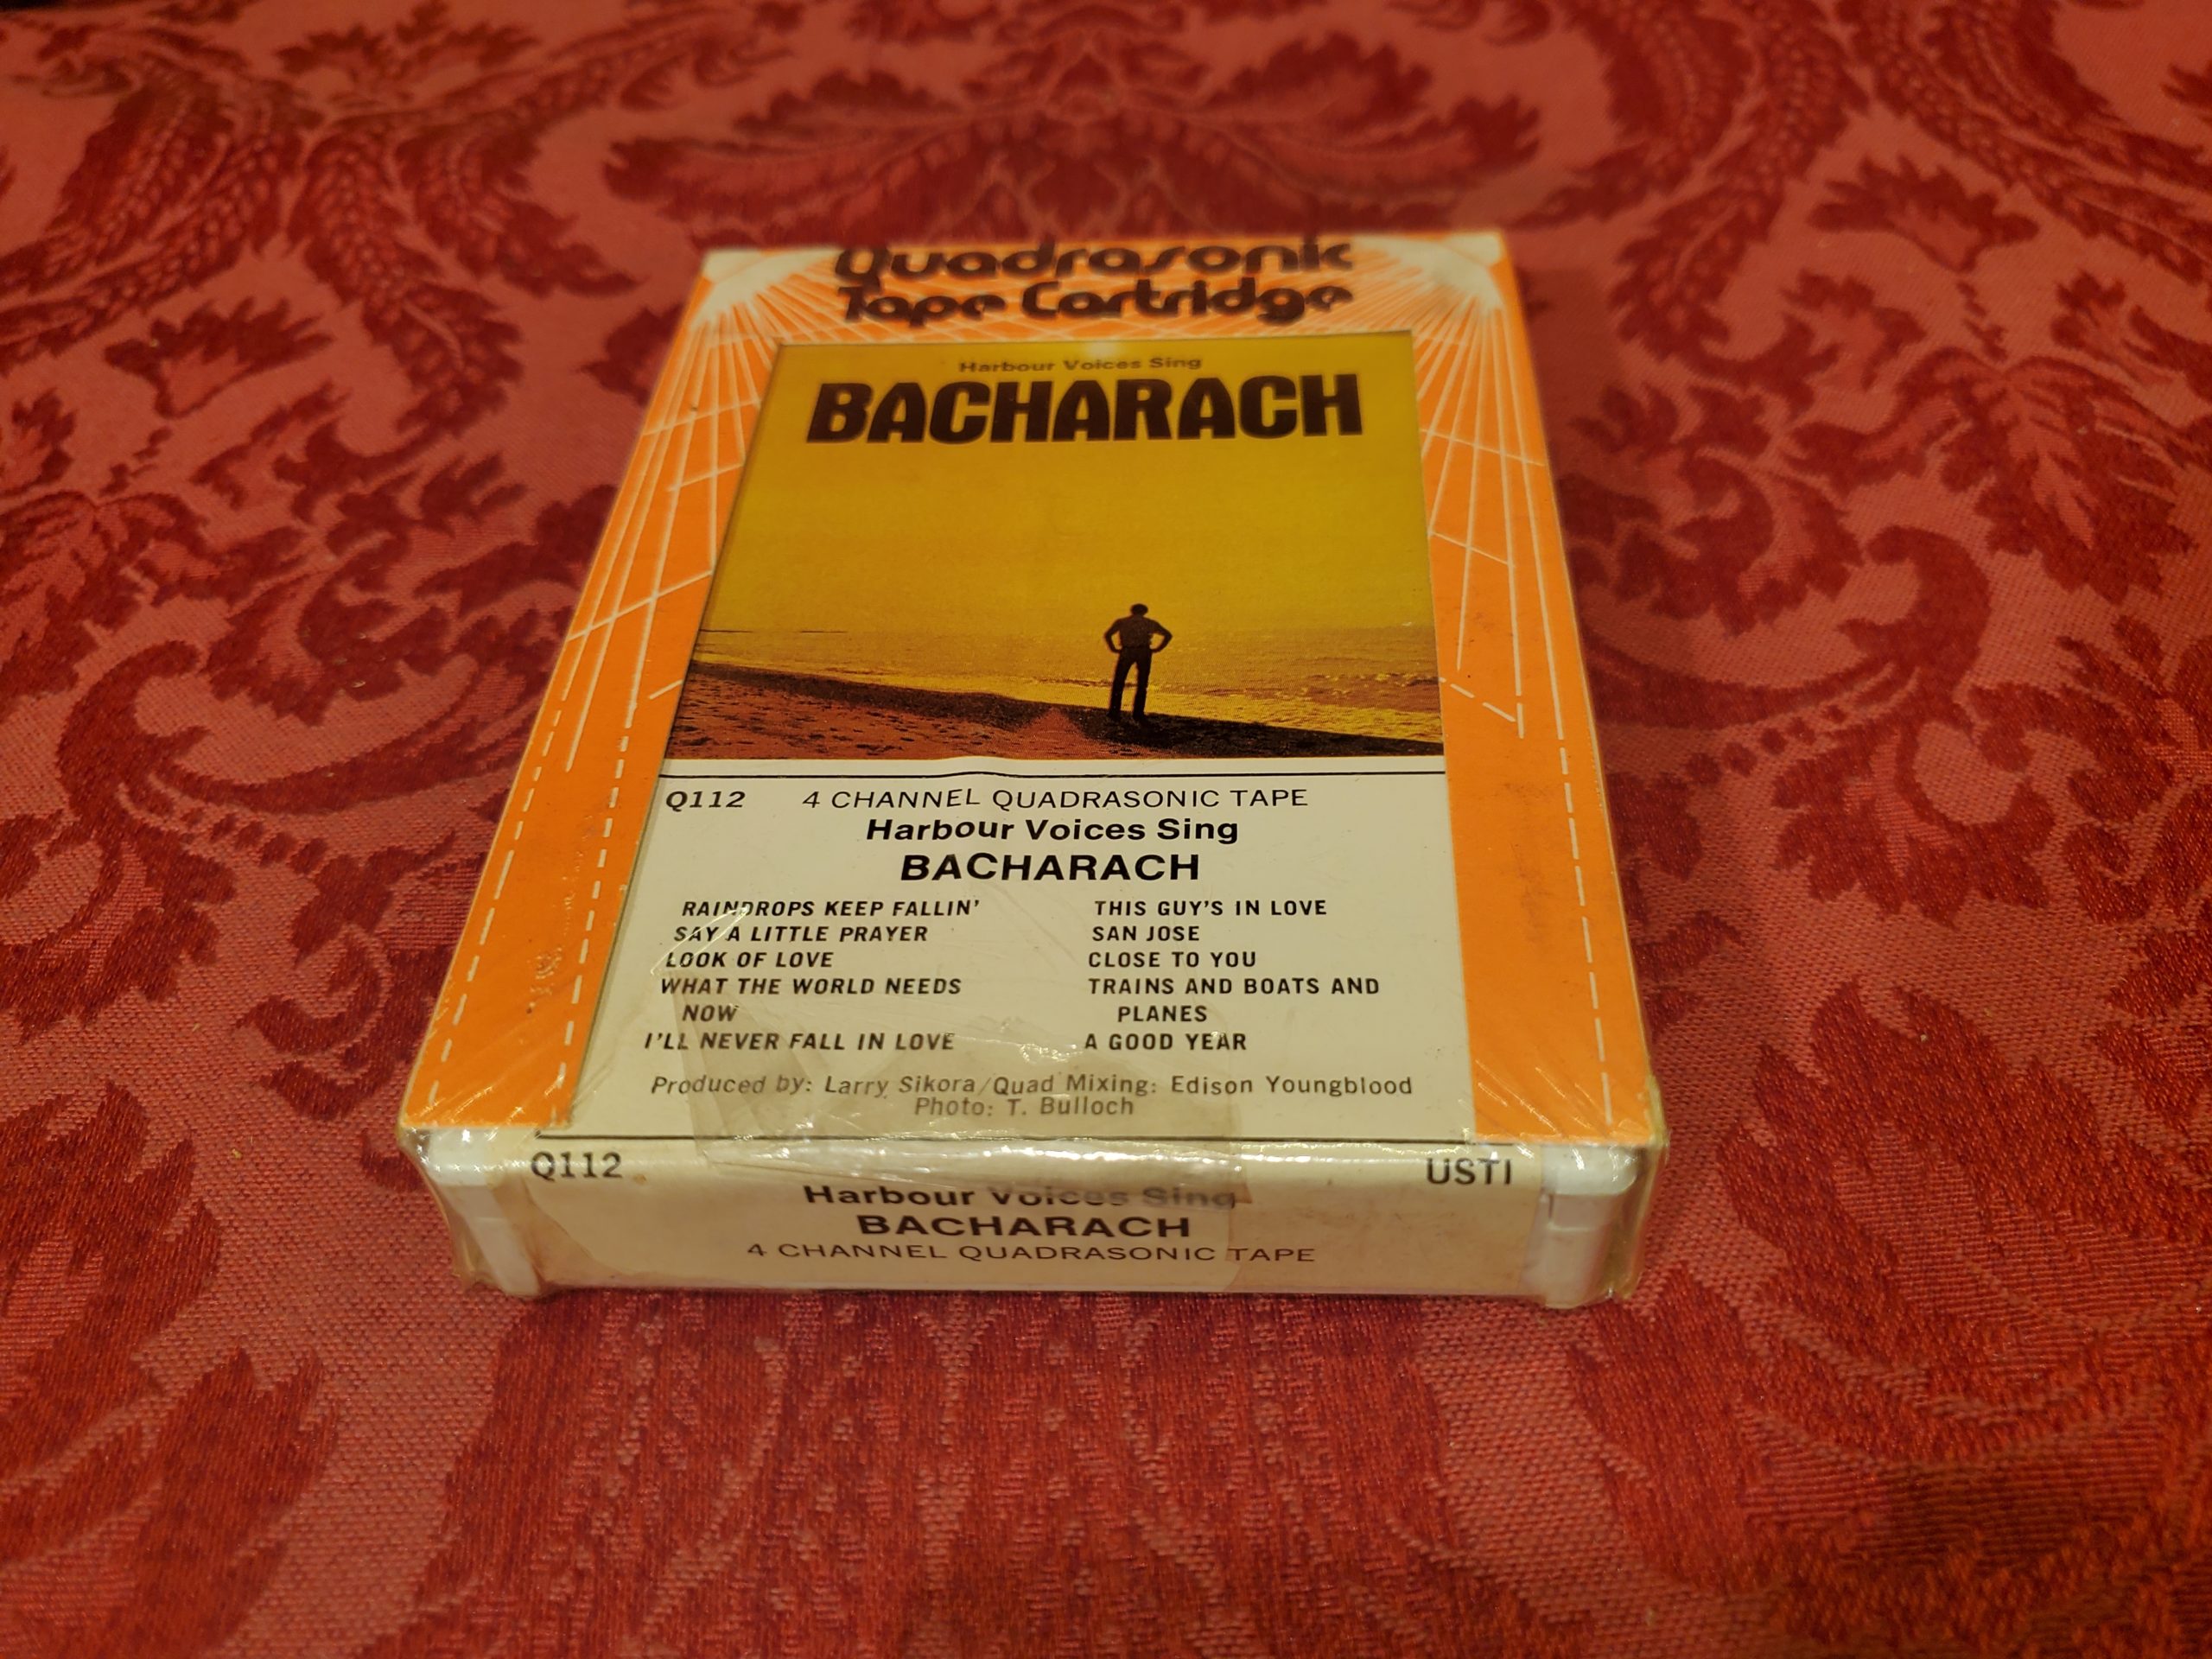 Quadrasonic
Tape Cartridge
Harbour Voices Sing
BACHARACH
Q112 4 CHANNEL QUADRASONIC TAPE
Harbour Voices Sing
BACHARACH
RAINDROPS KEEP FALLIN'
SAY A LITTLE PRAYER
LOOK OF LOVE
WHAT THE WORLD NEEDS
NOW
I'LL NEVER FALL IN LOVE
THIS GUY'S IN LOVE
SAN JOSE
CLOSE TO YOU
TRAINS AND BOATS AND
PLANES
A GOOD YEAR
Produced by: Larry Sikora/Quad Mixing: Edison Youngblood
Photo: T. Bulloch
Q112 USTI
Harbour Voices Sing
BACHARACH
4 CHANNEL QUADRASONIC TAPE